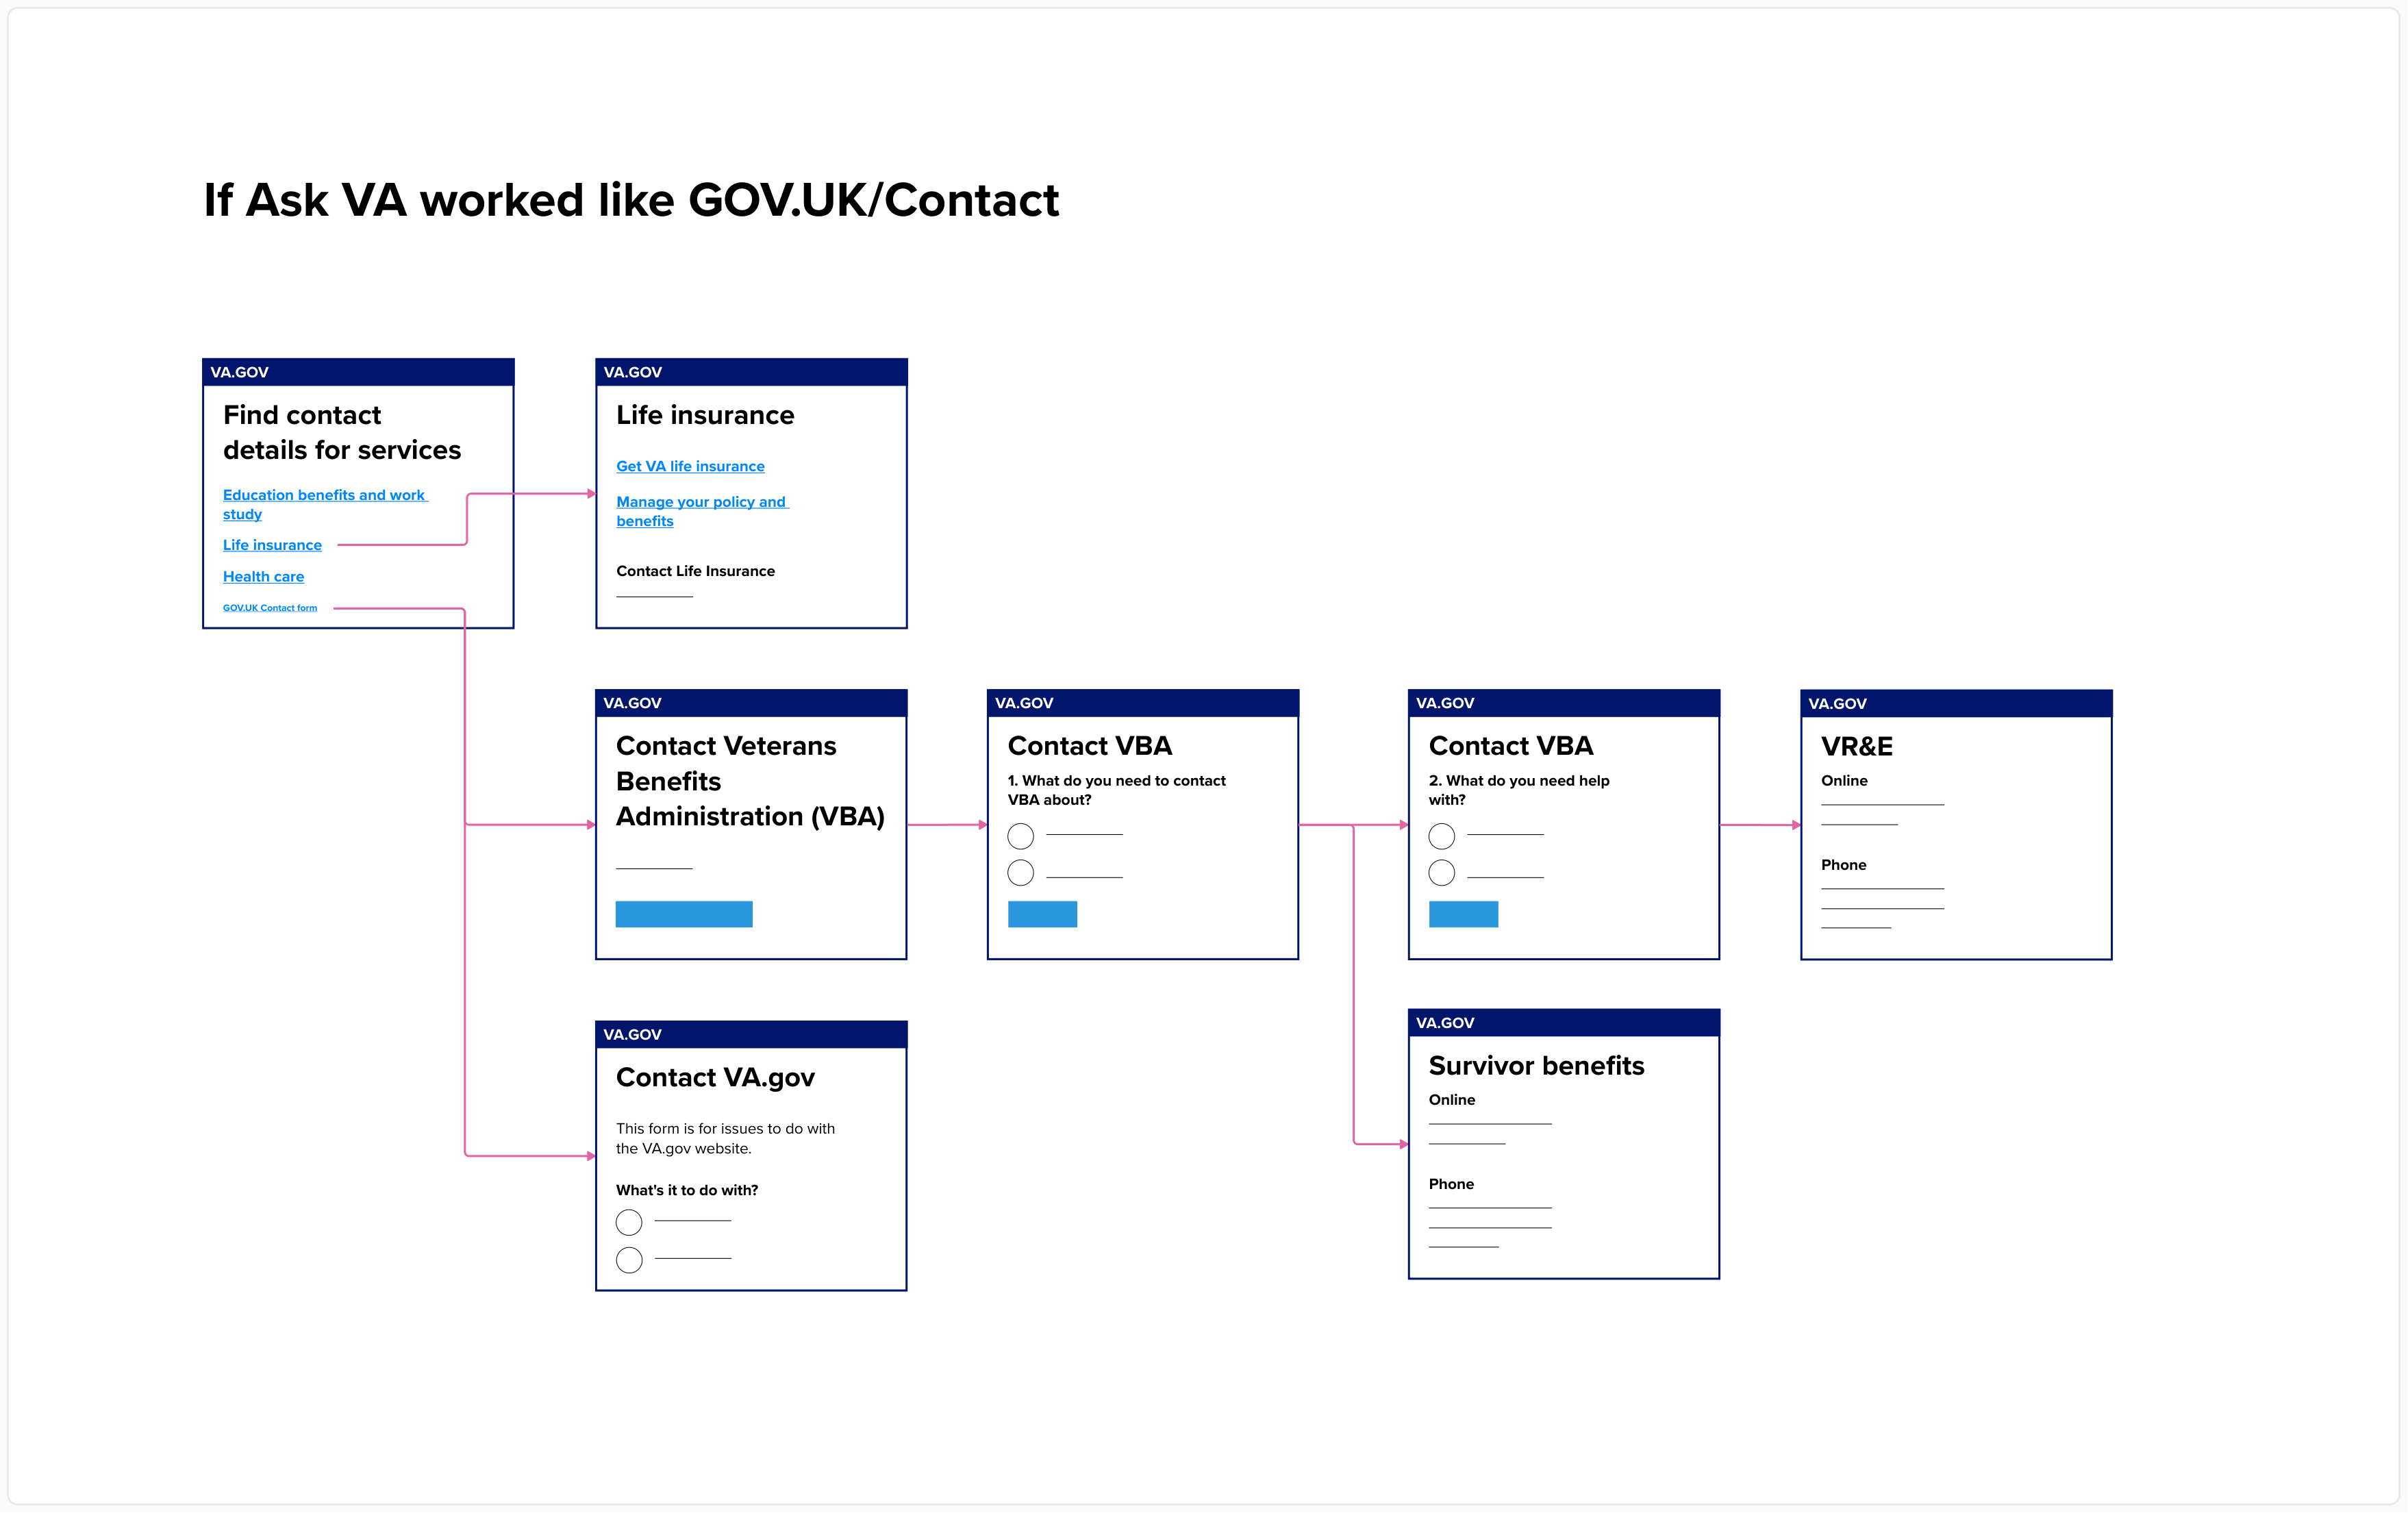 If Ask VA worked like GOV.UK/Contact
VA.GOV
Find contact
details for services
Education benefits and work
study
Life insurance
Health care
GOV.UK Contact form
VA.GOV
Life insurance
Get VA life insurance
Manage your policy and
benefits
Contact Life Insurance
VA.GOV
Contact Veterans
Benefits
Administration (VBA)
VA.GOV
Contact VBA
1. What do you need to contact
VBA about?
VA.GOV
Contact VBA
2. What do you need help
with?
VA.GOV
VR&E
Online
Phone
VA.GOV
Contact VA.gov
This form is for issues to do with
the VA.gov website.
What's it to do with?
VA.GOV
Survivor benefits
Online
Phone